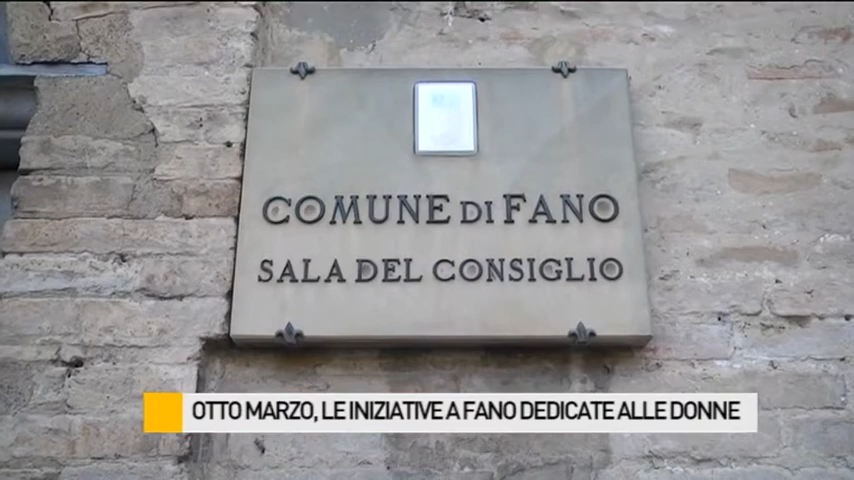 COMUNE DI FANO
SALA DEL CONSIGLIO
OTTO MARZO, LE INIZIATIVE A FANO DEDICATE ALLE DONNE